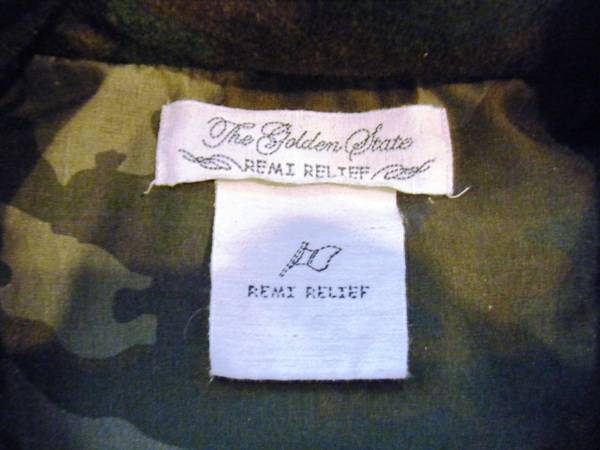 The Golden State
REMI RELIEF
REMI RELIEF